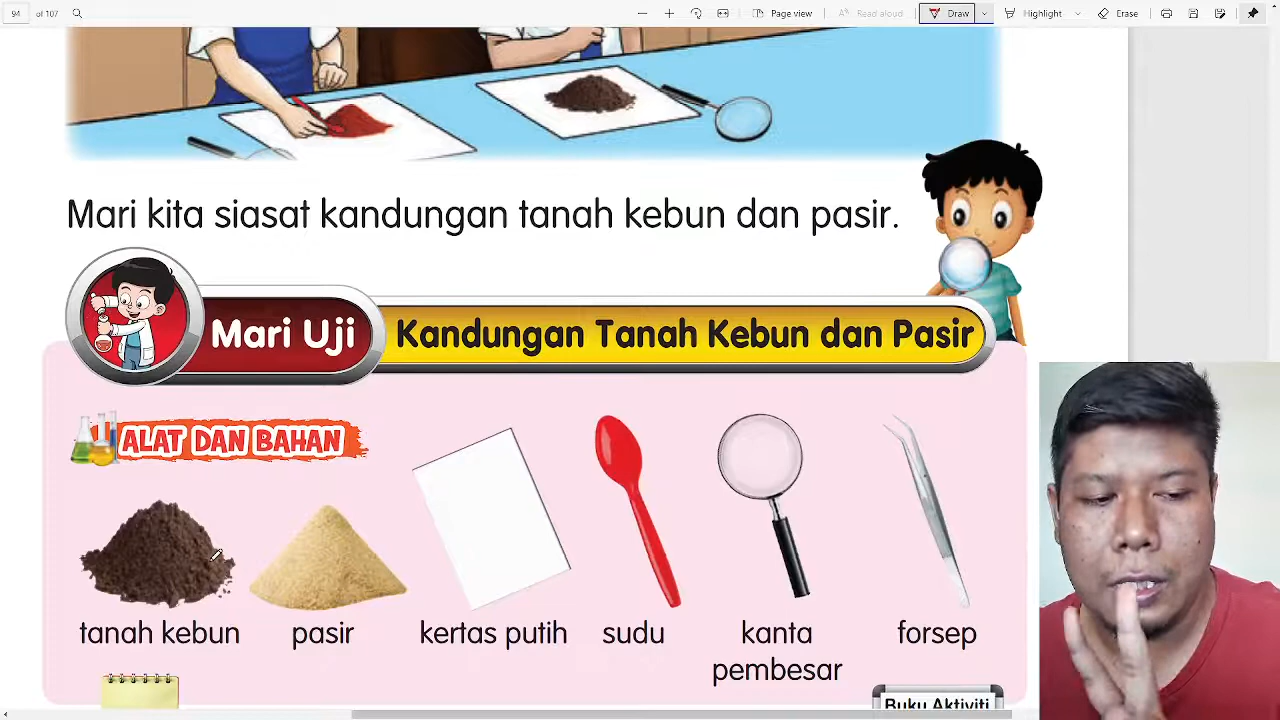 94 of 107
Page view
Read aloud
Draw
Highlight
Erase
Mari kita siasat kandungan tanah kebun dan pasir.
Mari Uji
Kandungan Tanah Kebun dan Pasir
ALAT DAN BAHAN
tanah kebun
pasir
kertas putih
sudu
kanta
pembesar
forsep
Buku Aktiviti